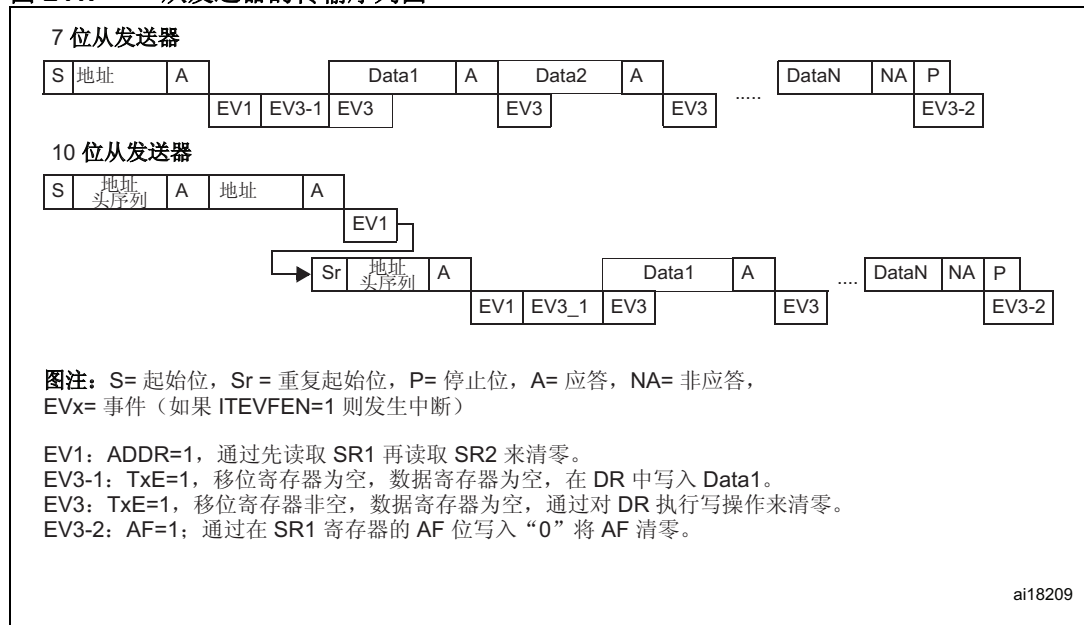 7 位从发送器
S 地址 A Data1 A Data2 A ..... DataN NA P
EV1 EV3-1 EV3 EV3 EV3 EV3-2
10 位从发送器
S 地址 头序列 A 地址 A
EV1
Sr 地址 头序列 A Data1 A .... DataN NA P
EV1 EV3_1 EV3 EV3 EV3-2
图注：S= 起始位，Sr = 重复起始位，P= 停止位，A= 应答，NA= 非应答，
EVx= 事件（如果 ITEVFEN=1 则发生中断）
EV1：ADDR=1，通过先读取 SR1 再读取 SR2 来清零。
EV3-1：TxE=1，移位寄存器为空，数据寄存器为空，在 DR 中写入 Data1。
EV3：TxE=1，移位寄存器非空，数据寄存器为空，通过对 DR 执行写操作来清零。
EV3-2：AF=1；通过在 SR1 寄存器的 AF 位写入“0”将 AF 清零。
ai18209